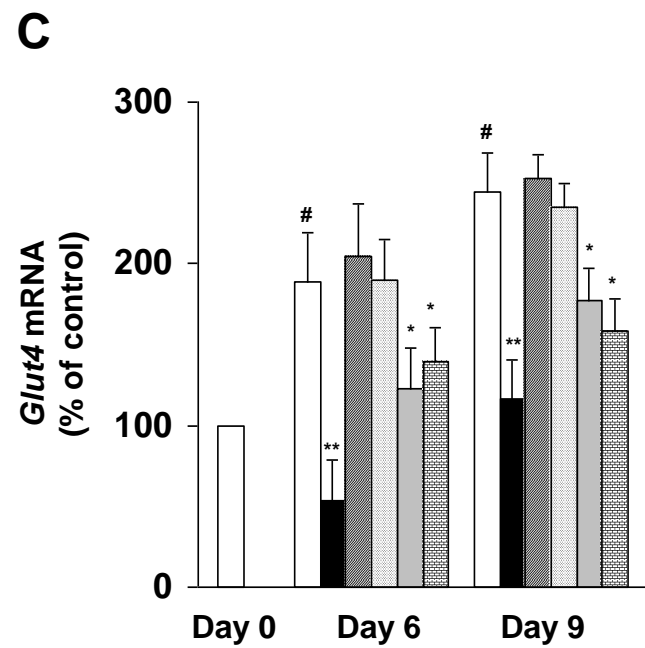 C
300
200
100
0
Glut4 mRNA
(% of control)
#
**
*
*
#
**
*
*
Day 0
Day 6
Day 9